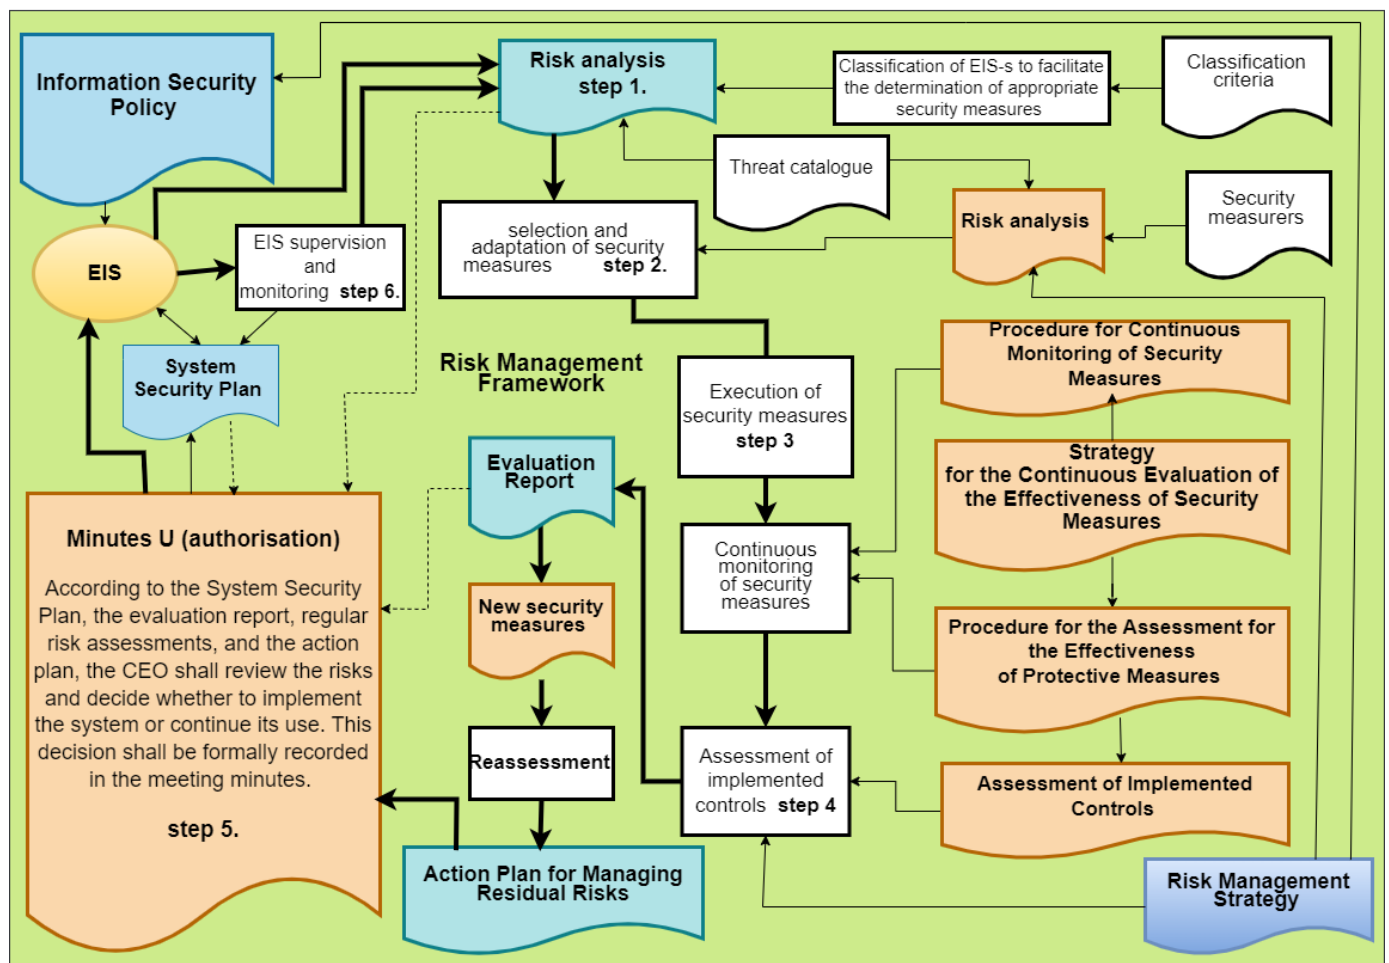 Information Security
Policy
Risk analysis
step 1.
Classification of EIS-s to facilitate
the determination of appropriate
security measures
Classification
criteria
Threat catalogue
Security
measurers
Risk analysis
selection and
adaptation of security
measures step 2.
EIS
EIS supervision
and
monitoring step 6.
System
Security Plan
Risk Management
Framework
Execution of
security measures
step 3
Procedure for Continuous
Monitoring of Security
Measures
Strategy
for the Continuous Evaluation of
the Effectiveness of Security
Measures
Evaluation
Report
Continuous
monitoring
of security
measures
New security
measures
Procedure for the Assessment for
the Effectiveness
of Protective Measures
Minutes U (authorisation)
According to the System Security
Plan, the evaluation report, regular
risk assessments, and the action
plan, the CEO shall review the risks
and decide whether to implement
the system or continue its use. This
decision shall be formally recorded
in the meeting minutes.
step 5.
Reassessment
Assessment of
implemented
controls step 4
Assessment of Implemented
Controls
Action Plan for Managing
Residual Risks
Risk Management
Strategy